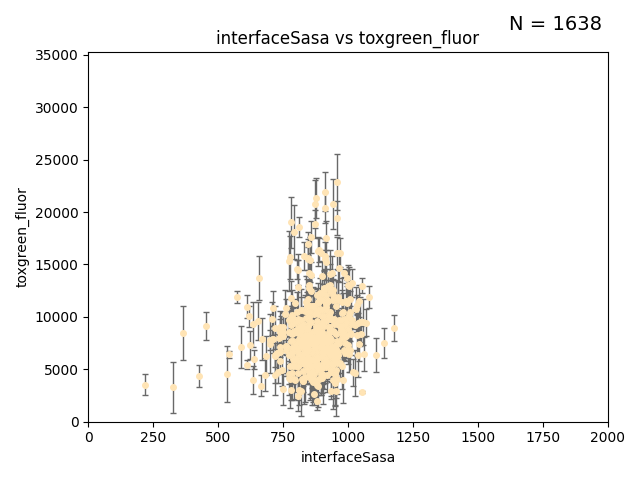 N = 1638
interfaceSasa vs toxgreen_fluor
35000
30000
25000
20000
15000
10000
5000
0
toxgreen_fluor
0 250 500 750 1000 1250 1500 1750 2000
interfaceSasa